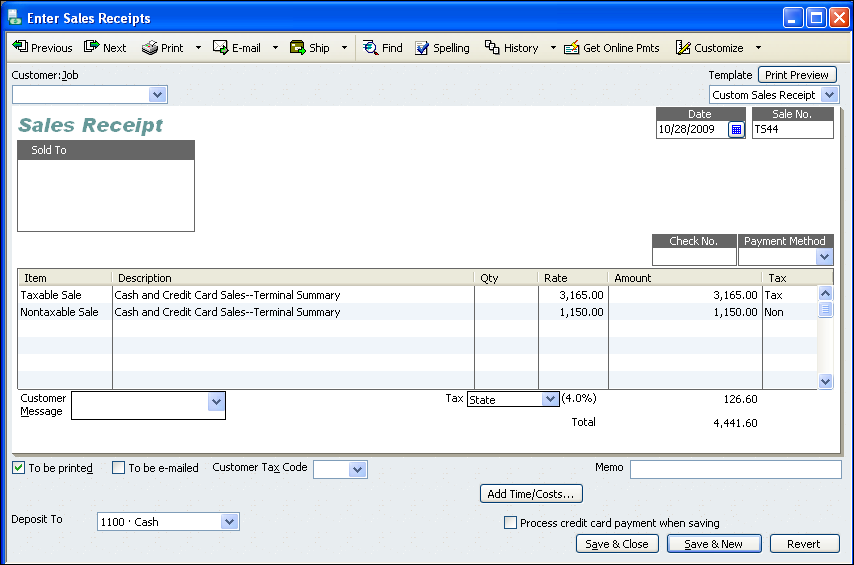 Enter Sales Receipts
Previous Next Print E-mail Ship Find Spelling History Get Online Pmts Customize
Customer:Job Template Print Preview
Custom Sales Receipt
Sales Receipt Date Sale No.
10/28/2009 TS44
Sold To
Check No. Payment Method
Item Description Qty Rate Amount Tax
Taxable Sale Cash and Credit Card Sales--Terminal Summary 3,165.00 3,165.00 Tax
Nontaxable Sale Cash and Credit Card Sales--Terminal Summary 1,150.00 1,150.00 Non
Customer Message Tax State (4.0%) 126.60
Total 4,441.60
To be printed To be e-mailed Customer Tax Code Memo
Add Time/Costs...
Deposit To 1100 · Cash
Process credit card payment when saving
Save & Close Save & New Revert